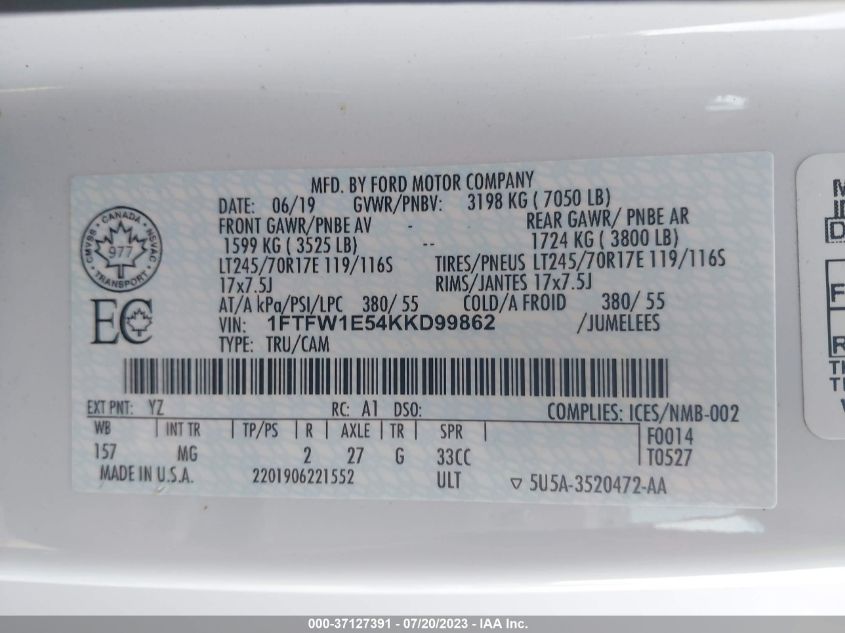 MFD. BY FORD MOTOR COMPANY
DATE: 06/19 GVWR/PNBV: 3198 KG ( 7050 LB)
FRONT GAWR/PNBE AV - REAR GAWR/ PNBE AR
1599 KG ( 3525 LB) -- 1724 KG ( 3800 LB)
LT245/70R17E 119/116S TIRES/PNEUS LT245/70R17E 119/116S
17x7.5J RIMS/JANTES 17x7.5J
AT/A kPa/PSI/LPC 380/ 55 COLD/A FROID 380/ 55
VIN: 1FTFW1E54KKD99862 /JUMELEES
TYPE: TRU/CAM
CANADA
CMVSS NSVAC
977
TRANSPORT
EC
EXT PNT: YZ RC: A1 DSO: COMPLIES: ICES/NMB-002
WB INT TR TP/PS R AXLE TR SPR F0014
157 MG 2 27 G 33CC T0527
MADE IN U.S.A. 2201906221552 ULT ▽ 5U5A-3520472-AA
000-37127391 - 07/20/2023 - IAA Inc.